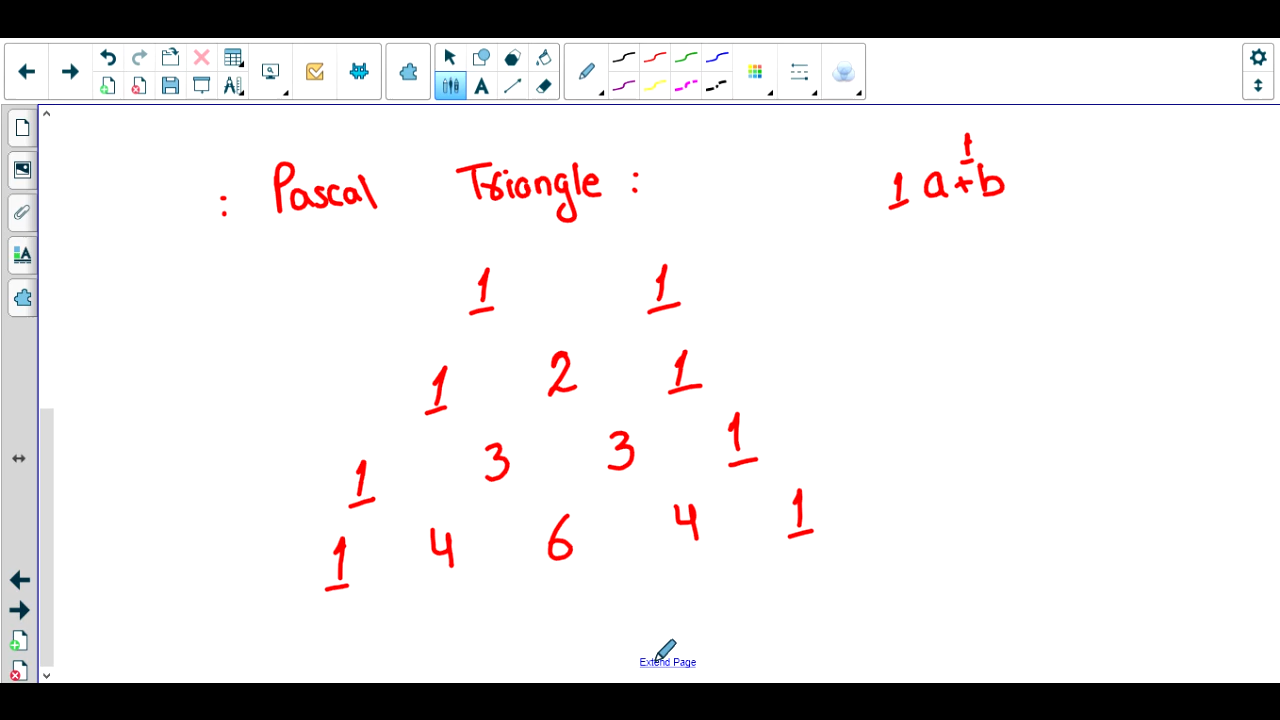 : Pascal Triangle :
1
1 a+b
1 1
1 2 1
1 3 3 1
1 4 6 4 1
Extend Page